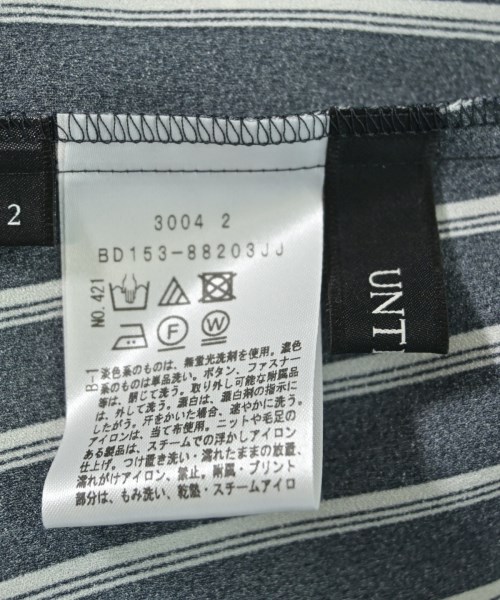 2
3004 2
BD153-88203JJ
NO.421
F
W
B-1
淡色系のものは、無蛍光洗剤を使用。濃色
系のものは単品洗い。ボタン、ファスナー
等は、閉じて洗う。取り外し可能な附属品
は、外して洗う。漂白は、漂白剤の指示に
したがう。汗をかいた場合、速やかに洗う。
アイロンは、当て布使用。ニットや毛足の
ある製品は、スチームでの浮かしアイロン
仕上げ。つけ置き洗い・濡れたままの放置、
濡れがけアイロン、禁止。附属・プリント
部分は、もみ洗い、乾燥・スチームアイロ
UNT